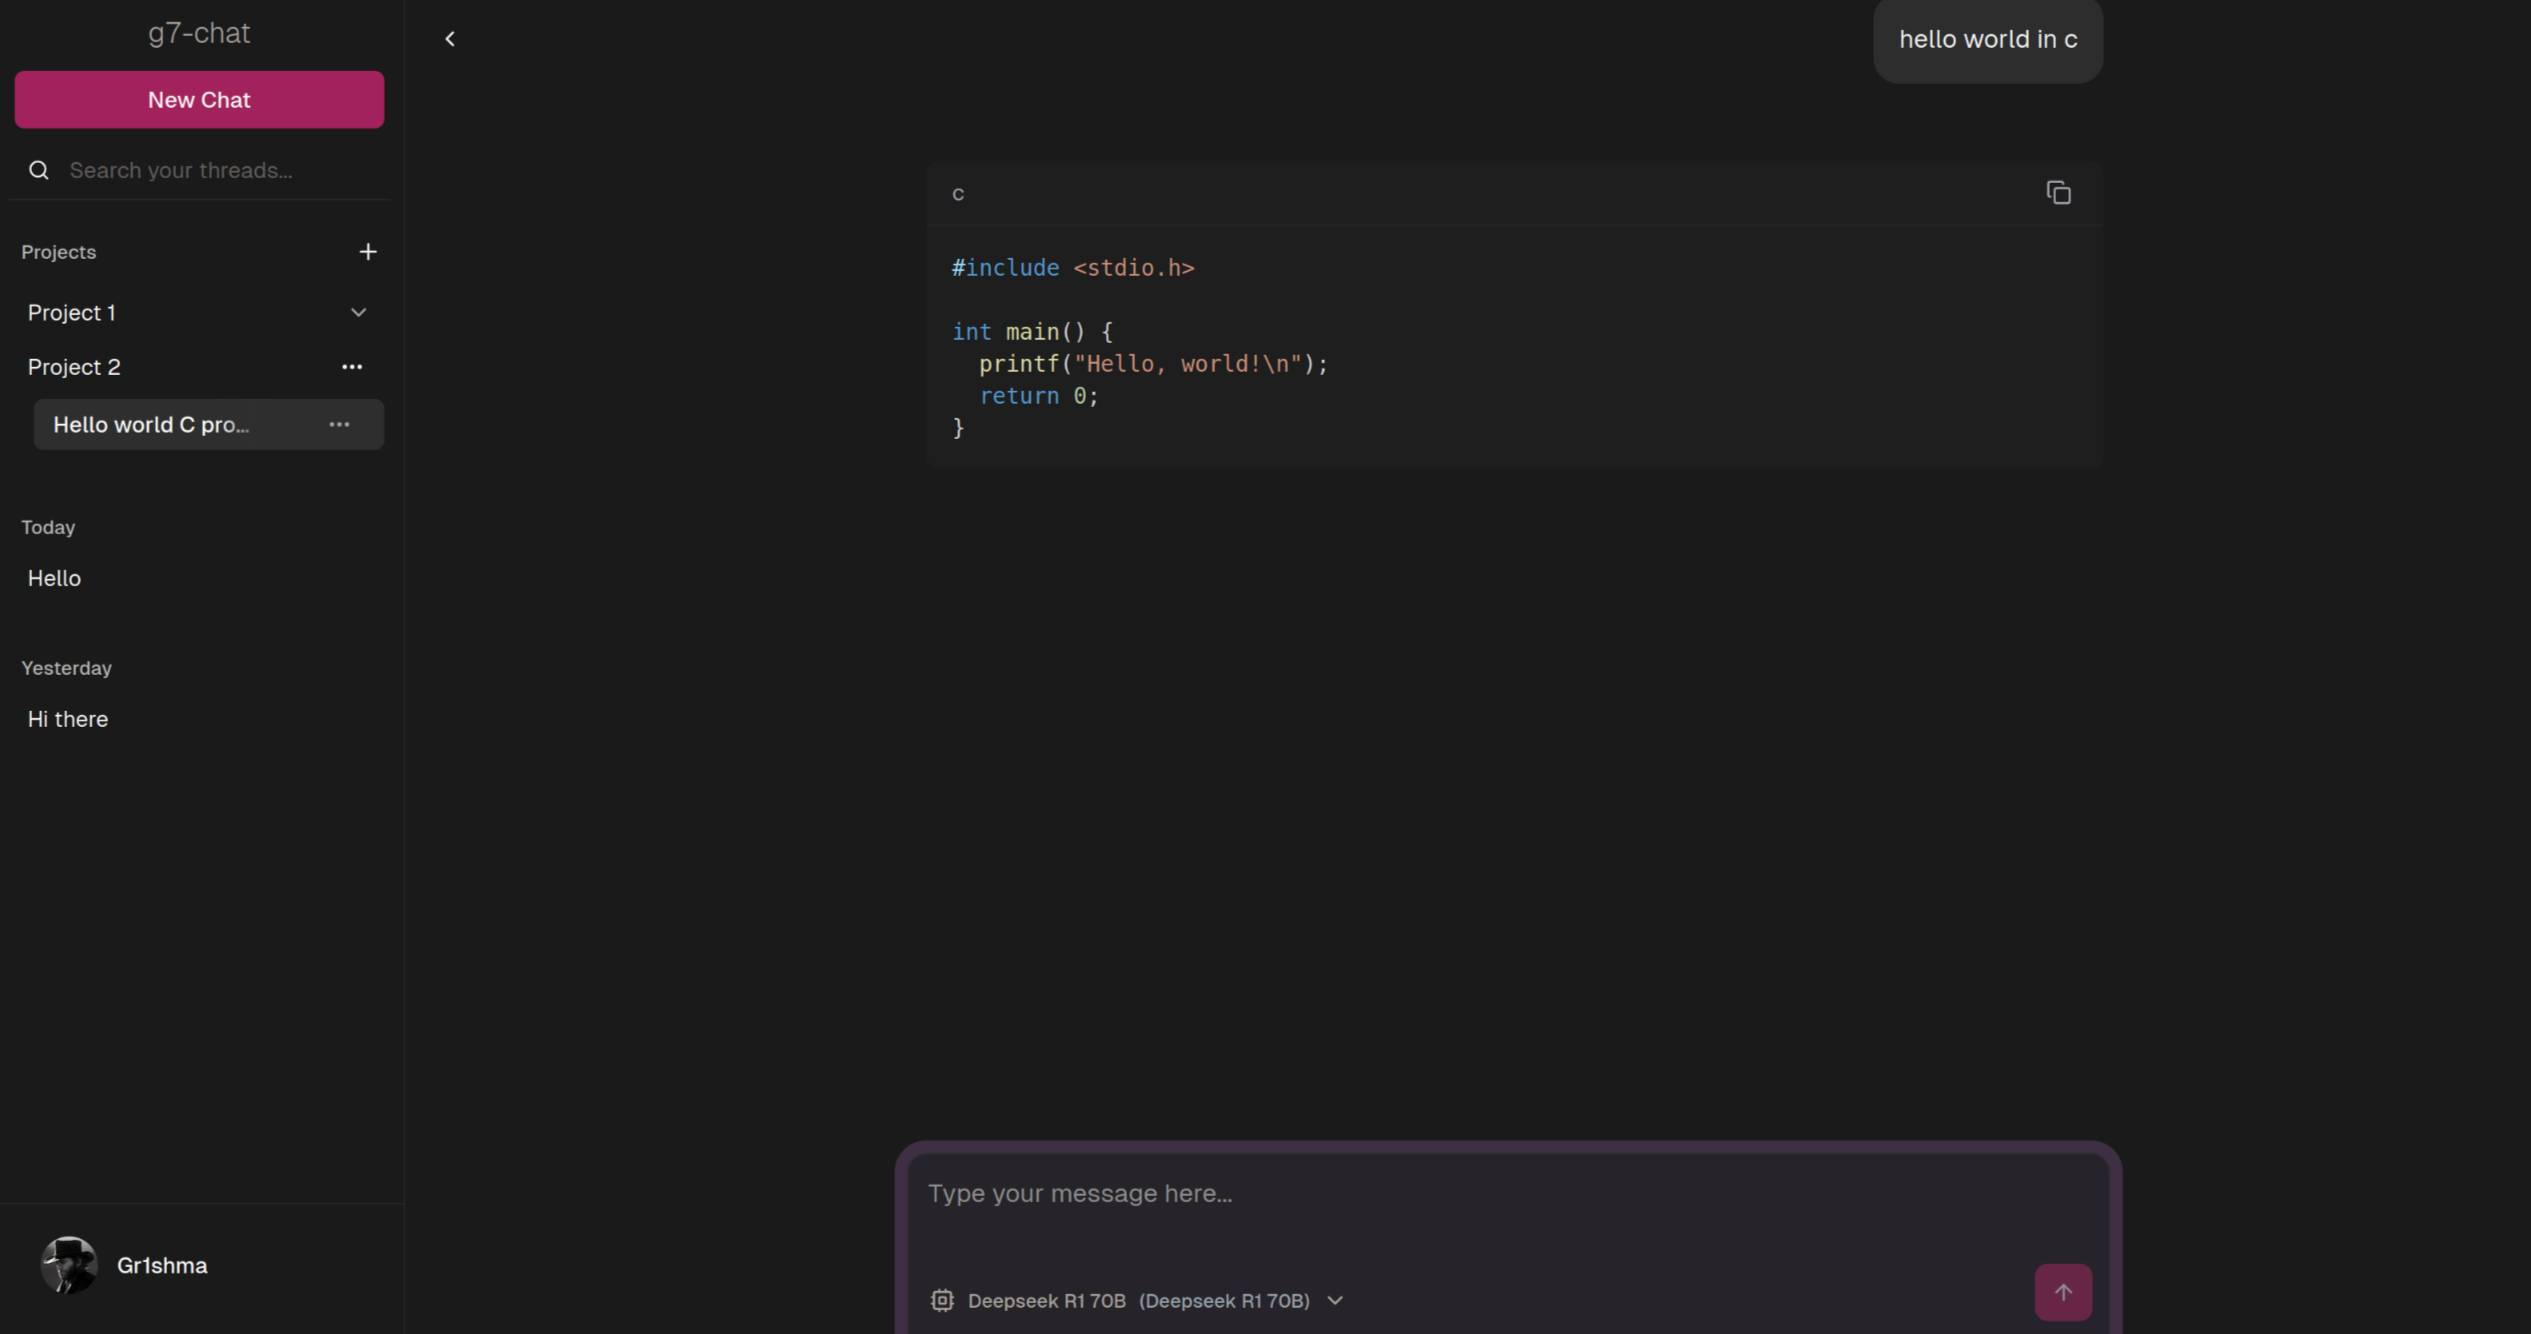 g7-chat
New Chat
Search your threads...
Projects
Project 1
Project 2
Hello world C pro...
Today
Hello
Yesterday
Hi there
Gr1shma
hello world in c
c
#include <stdio.h>
int main() {
  printf("Hello, world!\n");
  return 0;
}
Type your message here...
Deepseek R1 70B (Deepseek R1 70B)